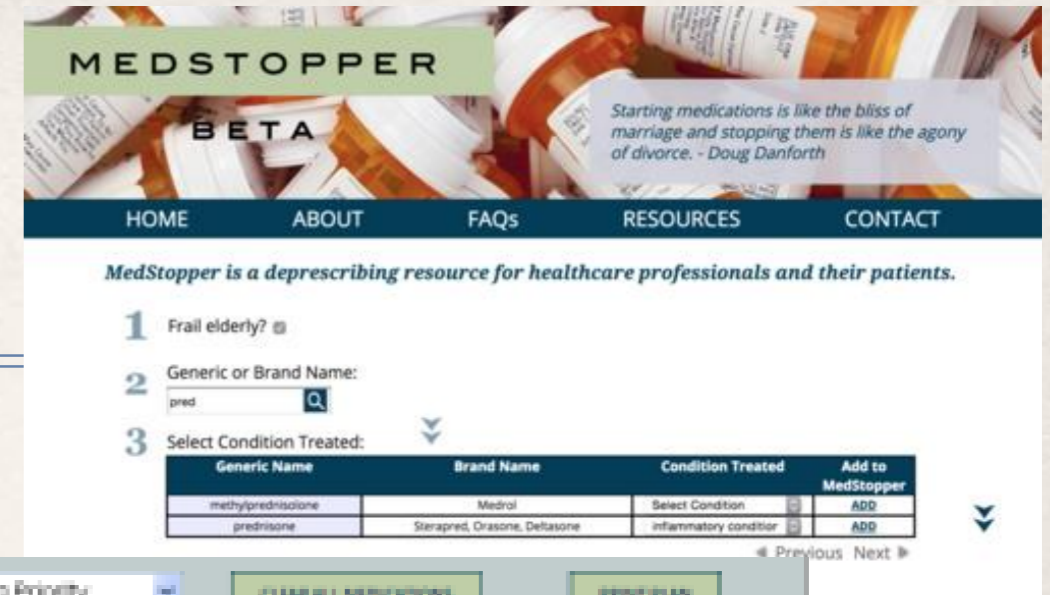 MEDSTOPPER
BETA
Starting medications is like the bliss of
marriage and stopping them is like the agony
of divorce. - Doug Danforth
HOME ABOUT FAQs RESOURCES CONTACT
MedStopper is a deprescribing resource for healthcare professionals and their patients.
1 Frail elderly?
2 Generic or Brand Name:
pred
3 Select Condition Treated:
Generic Name Brand Name Condition Treated Add to MedStopper
methylprednisolone Medrol Select Condition ADD
prednisone Sterapred, Orasone, Deltasone inflammatory condition ADD
Previous Next
Priority